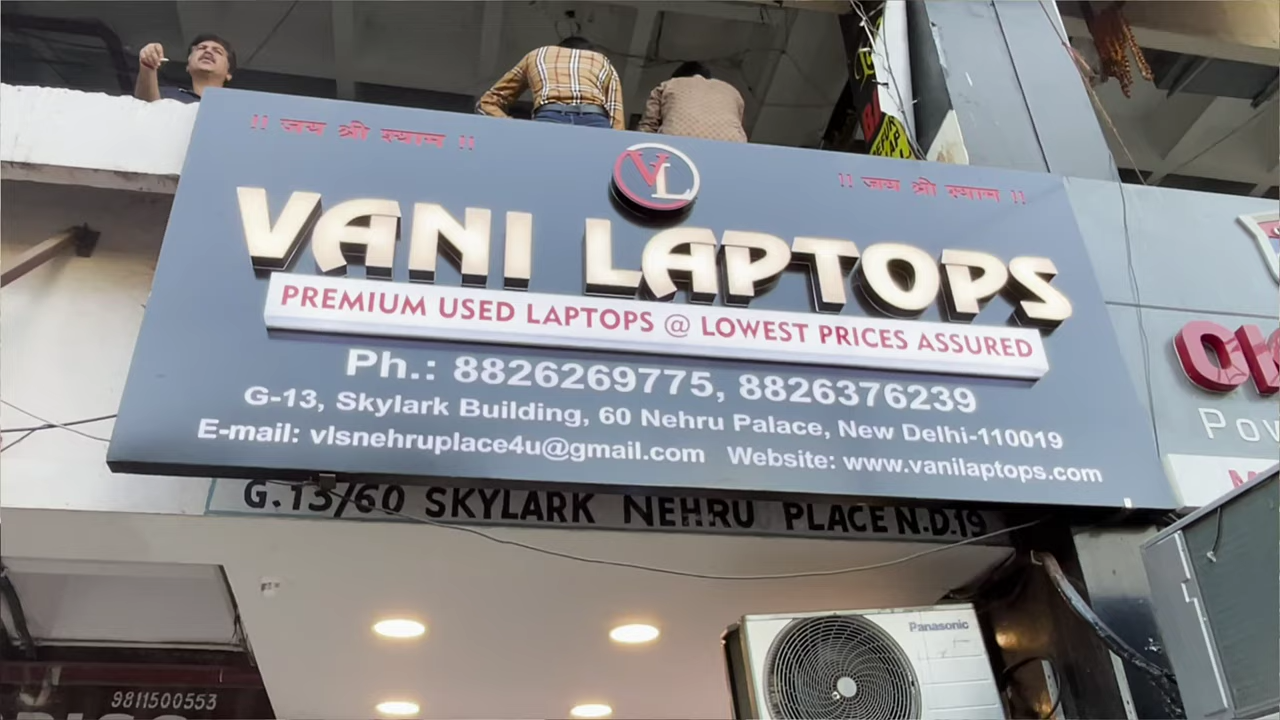 !! जय श्री श्याम !!
VL
!! जय श्री श्याम !!
VANI LAPTOPS
PREMIUM USED LAPTOPS @ LOWEST PRICES ASSURED
Ph.: 8826269775, 8826376239
G-13, Skylark Building, 60 Nehru Palace, New Delhi-110019
E-mail: vlsnehruplace4u@gmail.com Website: www.vanilaptops.com
G.13/60 SKYLARK NEHRU PLACE N.D.19
Panasonic
9811500553